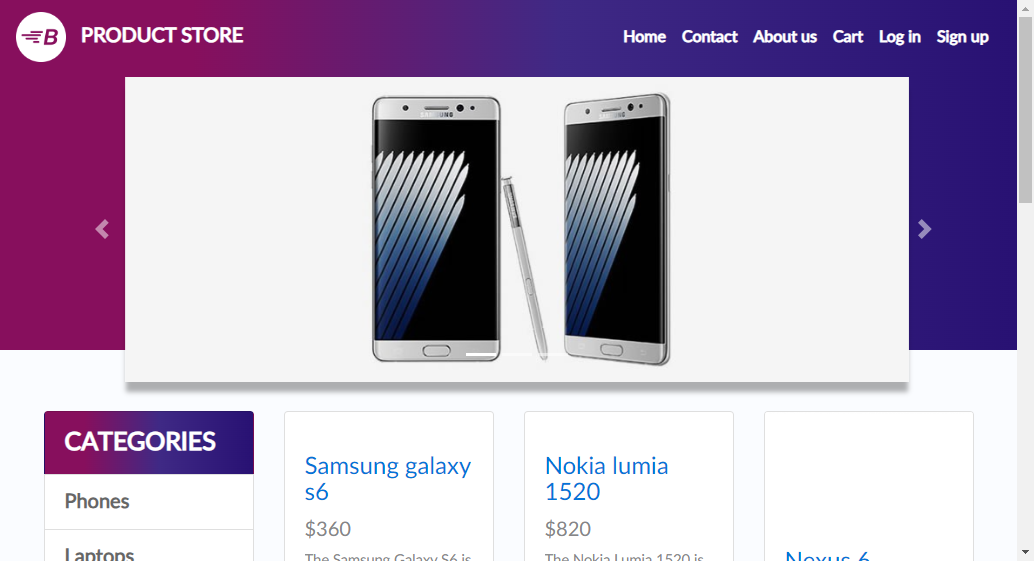 B
PRODUCT STORE
Home Contact About us Cart Log in Sign up
SAMSUNG
SAMSUNG
CATEGORIES
Phones
Laptops
Samsung galaxy
s6
$360
The Samsung Galaxy S6 is
Nokia lumia
1520
$820
The Nokia Lumia 1520 is
Nexus 6